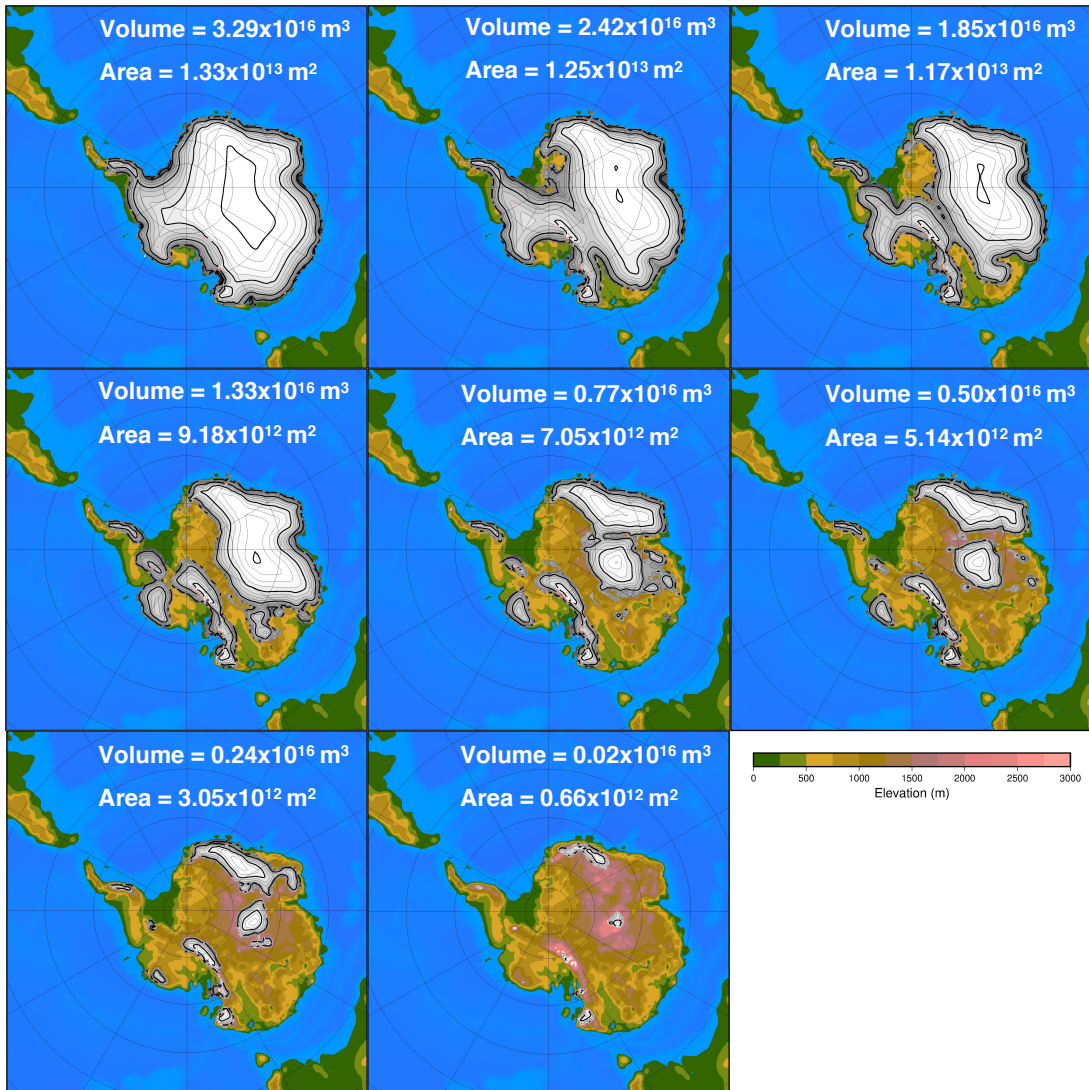 Volume = 3.29x10¹⁶ m³
Area = 1.33x10¹³ m²
Volume = 2.42x10¹⁶ m³
Area = 1.25x10¹³ m²
Volume = 1.85x10¹⁶ m³
Area = 1.17x10¹³ m²
Volume = 1.33x10¹⁶ m³
Area = 9.18x10¹² m²
Volume = 0.77x10¹⁶ m³
Area = 7.05x10¹² m²
Volume = 0.50x10¹⁶ m³
Area = 5.14x10¹² m²
Volume = 0.24x10¹⁶ m³
Area = 3.05x10¹² m²
Volume = 0.02x10¹⁶ m³
Area = 0.66x10¹² m²
0 500 1000 1500 2000 2500 3000
Elevation (m)